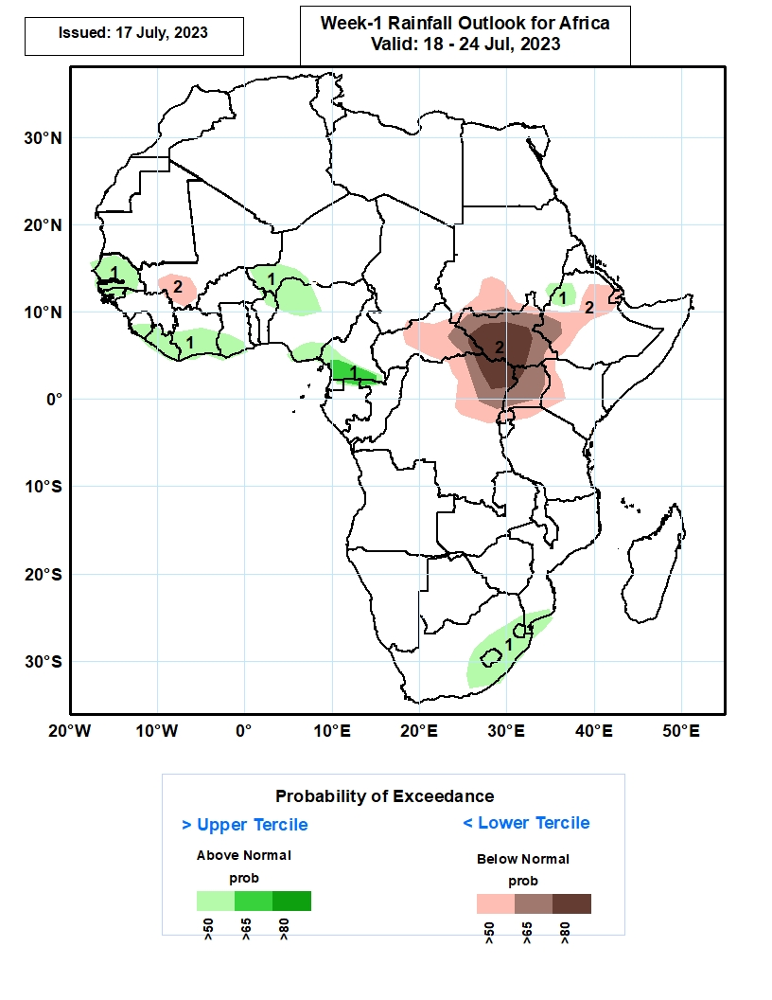 Issued: 17 July, 2023
Week-1 Rainfall Outlook for Africa
Valid: 18 - 24 Jul, 2023
30°N
20°N
10°N
0°
10°S
20°S
30°S
1
2
1
1
2
1
2
1
1
20°W
10°W
0°
10°E
20°E
30°E
40°E
50°E
Probability of Exceedance
> Upper Tercile
< Lower Tercile
Above Normal
prob
Below Normal
prob
>50
>65
>80
>50
>65
>80